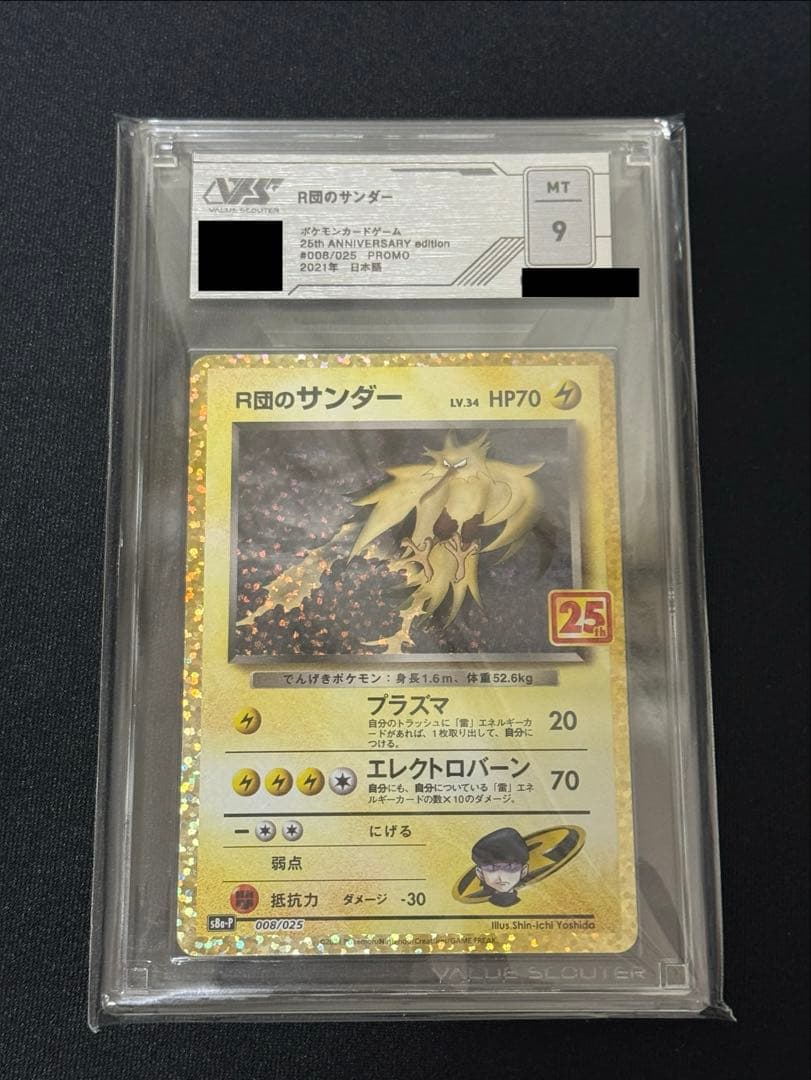 VS
VALUE SCOUTER
R団のサンダー
ポケモンカードゲーム
25th ANNIVERSARY edition
#008/025 PROMO
2021年 日本語
MT
9
R団のサンダー LV.34 HP70
25th
でんげきポケモン:身長1.6m、体重52.6kg
プラズマ 20
自分のトラッシュに「雷」エネルギーカ
ードがあれば、1枚取り出して、自分に
つける。
エレクトロバーン 70
自分にも、自分についている「雷」エネ
ルギーカードの数×10のダメージ。
にげる
弱点
抵抗力 ダメージ -30
R
s8a-P 008/025
Illus.Shin-ichi Yoshida
©2021 Pokémon/Nintendo/Creatures/GAME FREAK.
VALUE SCOUTER